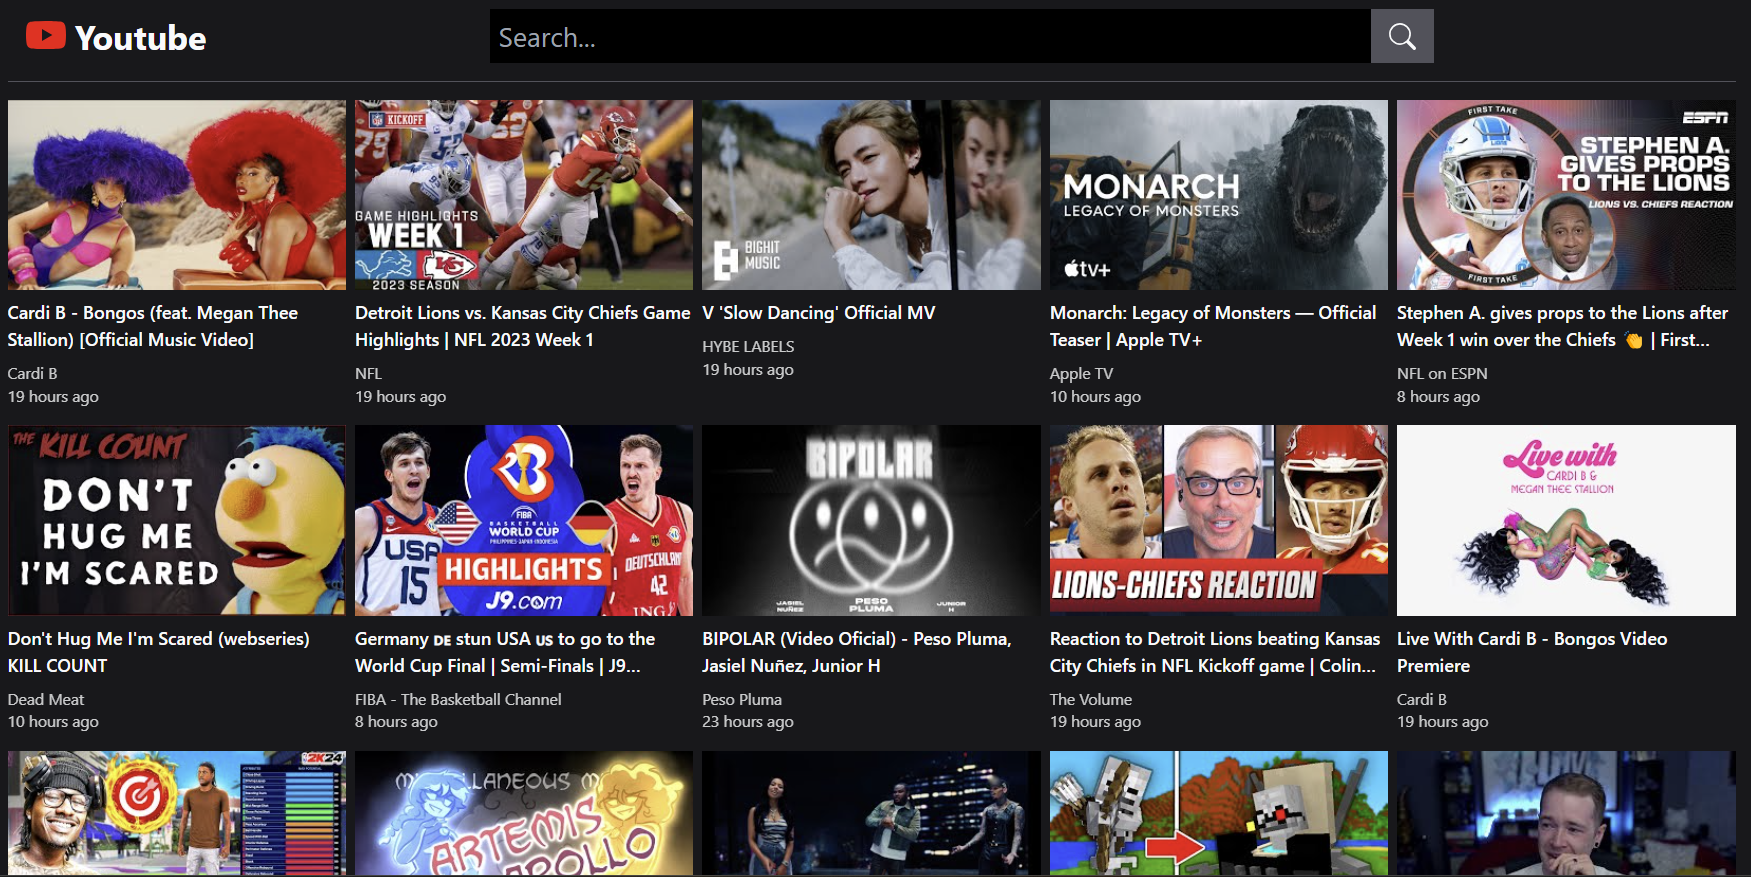 Youtube
Search...
NFL KICKOFF
GAME HIGHLIGHTS
WEEK 1
2023 SEASON
BIGHIT
MUSIC
MONARCH
LEGACY OF MONSTERS
tv+
FIRST TAKE
ESPN
STEPHEN A.
GIVES PROPS
TO THE LIONS
LIONS VS. CHIEFS REACTION
FIRST TAKE
Cardi B - Bongos (feat. Megan Thee
Stallion) [Official Music Video]
Cardi B
19 hours ago
Detroit Lions vs. Kansas City Chiefs Game
Highlights | NFL 2023 Week 1
NFL
19 hours ago
V 'Slow Dancing' Official MV
HYBE LABELS
19 hours ago
Monarch: Legacy of Monsters — Official
Teaser | Apple TV+
Apple TV
10 hours ago
Stephen A. gives props to the Lions after
Week 1 win over the Chiefs 👏 | First...
NFL on ESPN
8 hours ago
THE KILL COUNT
DON'T
HUG ME
I'M SCARED
USA
15
FIBA
BASKETBALL
WORLD CUP
PHILIPPINES JAPAN INDONESIA
HIGHLIGHTS
J9.com
DEUTSCHLAND
42
BIPOLAR
JASIEL
NUÑEZ
PESO
PLUMA
JUNIOR
H
LIONS-CHIEFS REACTION
Live with
CARDI B &
MEGAN THEE STALLION
Don't Hug Me I'm Scared (webseries)
KILL COUNT
Dead Meat
10 hours ago
Germany 🇩🇪 stun USA 🇺🇸 to go to the
World Cup Final | Semi-Finals | J9...
FIBA - The Basketball Channel
8 hours ago
BIPOLAR (Video Oficial) - Peso Pluma,
Jasiel Nuñez, Junior H
Peso Pluma
23 hours ago
Reaction to Detroit Lions beating Kansas
City Chiefs in NFL Kickoff game | Colin...
The Volume
19 hours ago
Live With Cardi B - Bongos Video
Premiere
Cardi B
19 hours ago
2K24
ARTEMIS
APOLLO